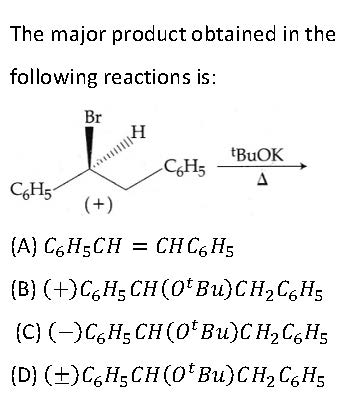 The major product obtained in the
following reactions is:
Br
H
C₆H₅
ᵗBuOK
Δ
C₆H₅
(+)
(A) C₆H₅CH = CHC₆H₅
(B) (+)C₆H₅CH(OᵗBu)CH₂C₆H₅
(C) (−)C₆H₅CH(OᵗBu)CH₂C₆H₅
(D) (±)C₆H₅CH(OᵗBu)CH₂C₆H₅